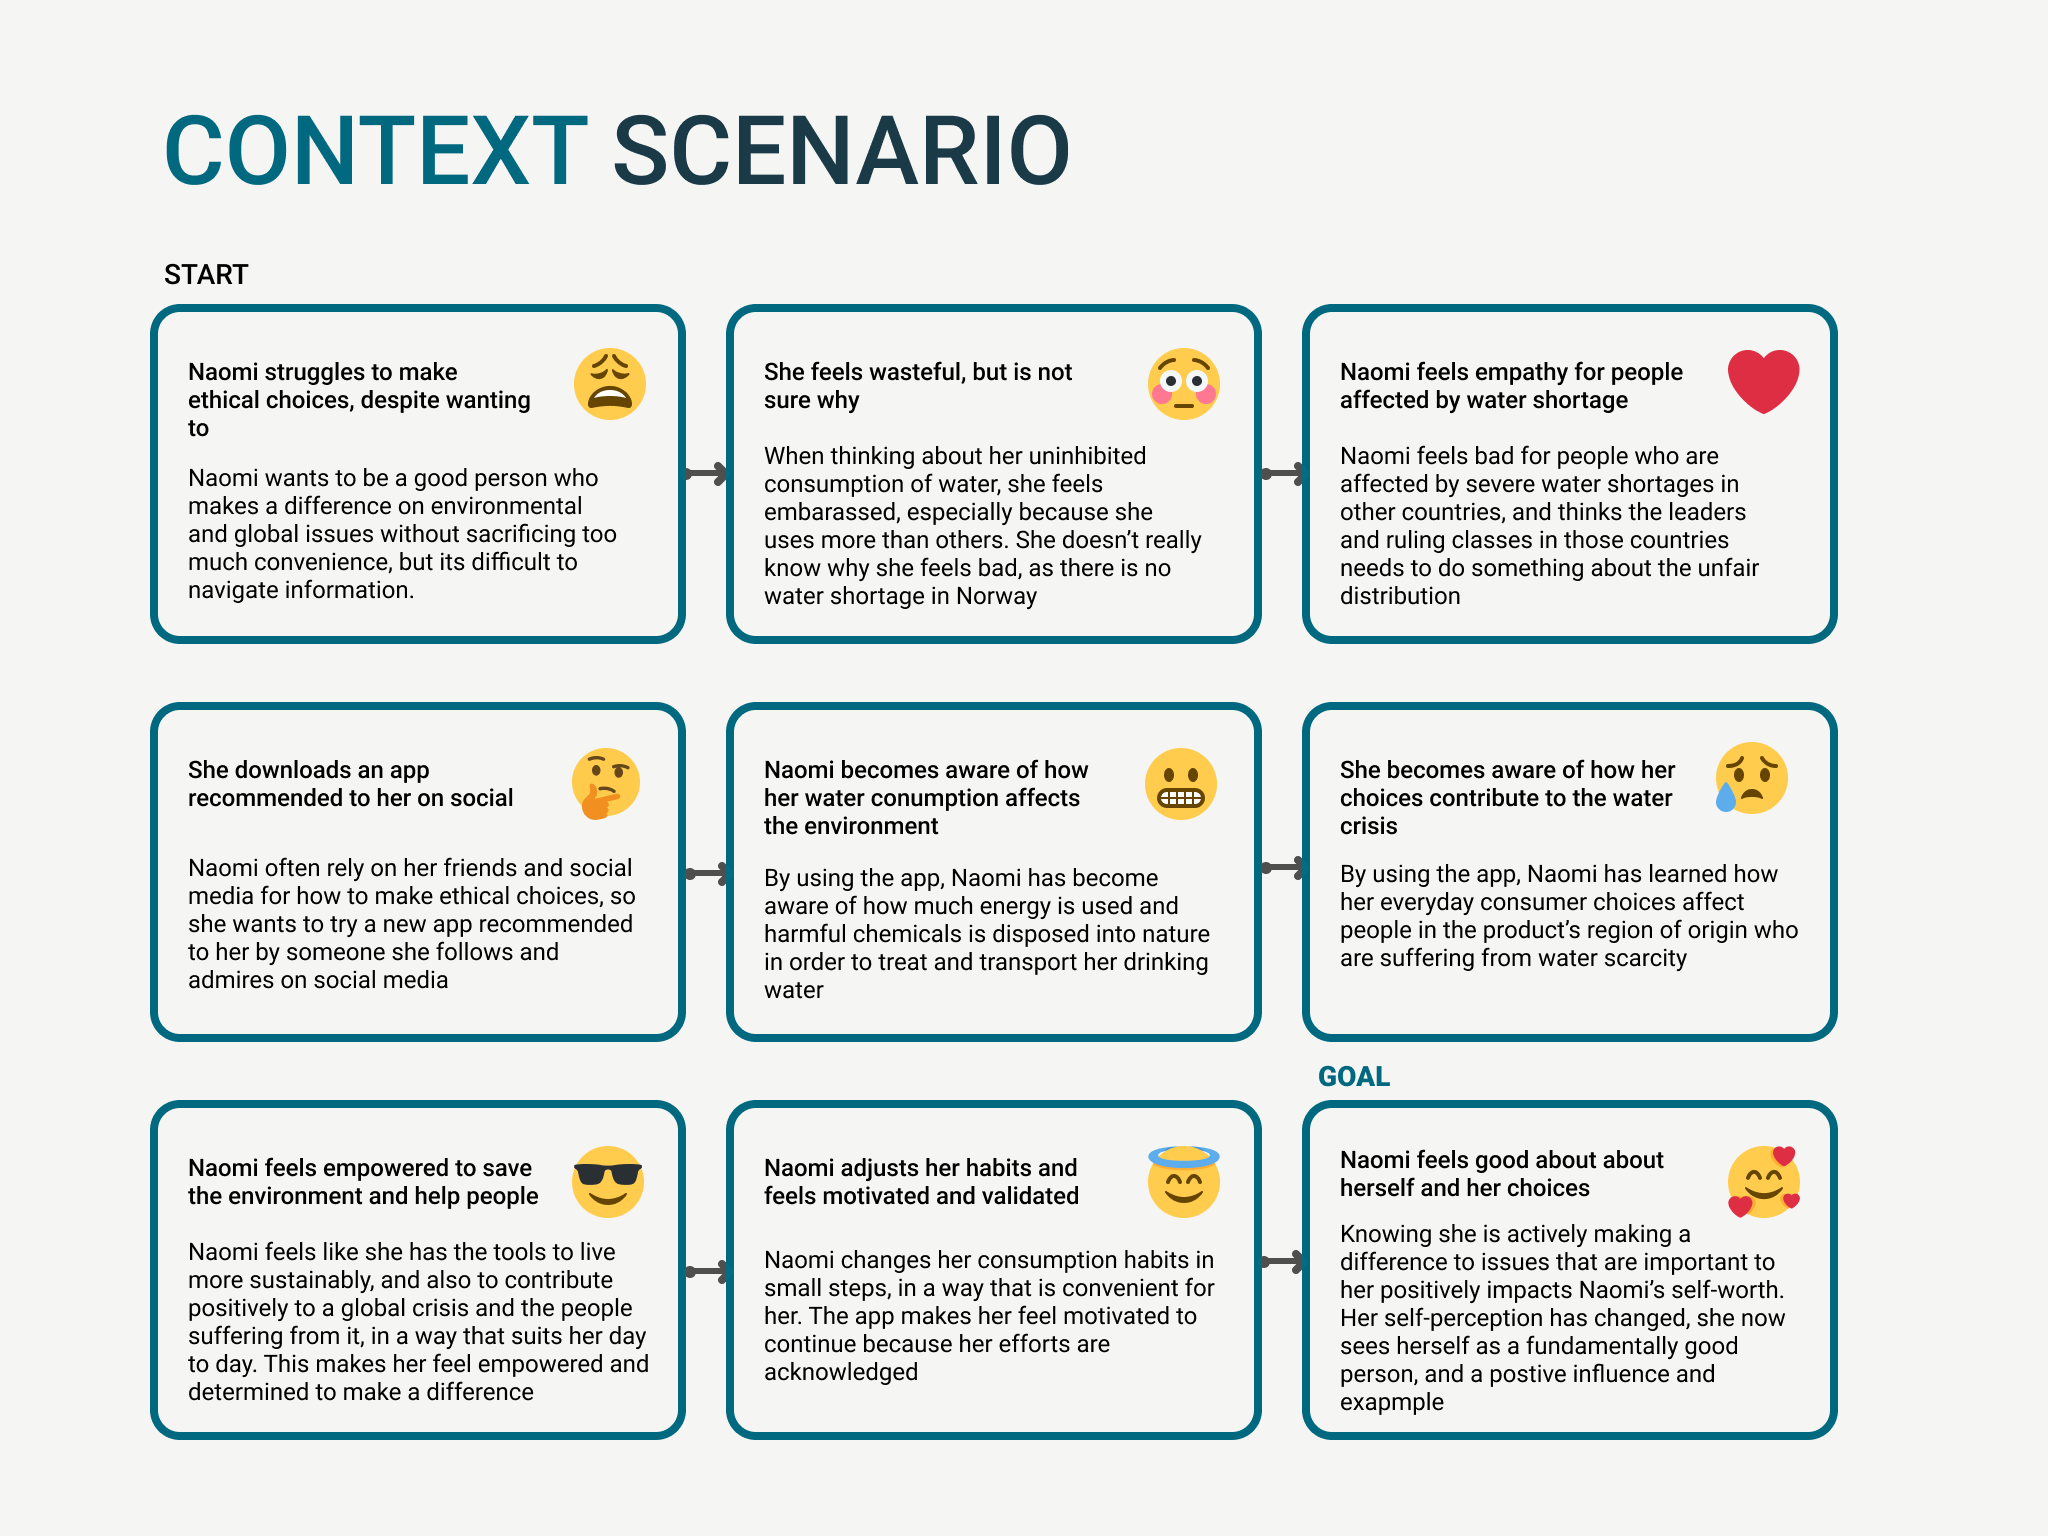 CONTEXT SCENARIO
START
Naomi struggles to make
ethical choices, despite wanting
to
Naomi wants to be a good person who
makes a difference on environmental
and global issues without sacrificing too
much convenience, but its difficult to
navigate information.
She feels wasteful, but is not
sure why
When thinking about her uninhibited
consumption of water, she feels
embarassed, especially because she
uses more than others. She doesn’t really
know why she feels bad, as there is no
water shortage in Norway
Naomi feels empathy for people
affected by water shortage
Naomi feels bad for people who are
affected by severe water shortages in
other countries, and thinks the leaders
and ruling classes in those countries
needs to do something about the unfair
distribution
She downloads an app
recommended to her on social
Naomi often rely on her friends and social
media for how to make ethical choices, so
she wants to try a new app recommended
to her by someone she follows and
admires on social media
Naomi becomes aware of how
her water conumption affects
the environment
By using the app, Naomi has become
aware of how much energy is used and
harmful chemicals is disposed into nature
in order to treat and transport her drinking
water
She becomes aware of how her
choices contribute to the water
crisis
By using the app, Naomi has learned how
her everyday consumer choices affect
people in the product’s region of origin who
are suffering from water scarcity
Naomi feels empowered to save
the environment and help people
Naomi feels like she has the tools to live
more sustainably, and also to contribute
positively to a global crisis and the people
suffering from it, in a way that suits her day
to day. This makes her feel empowered and
determined to make a difference
Naomi adjusts her habits and
feels motivated and validated
Naomi changes her consumption habits in
small steps, in a way that is convenient for
her. The app makes her feel motivated to
continue because her efforts are
acknowledged
GOAL
Naomi feels good about about
herself and her choices
Knowing she is actively making a
difference to issues that are important to
her positively impacts Naomi’s self-worth.
Her self-perception has changed, she now
sees herself as a fundamentally good
person, and a postive influence and
exapmple